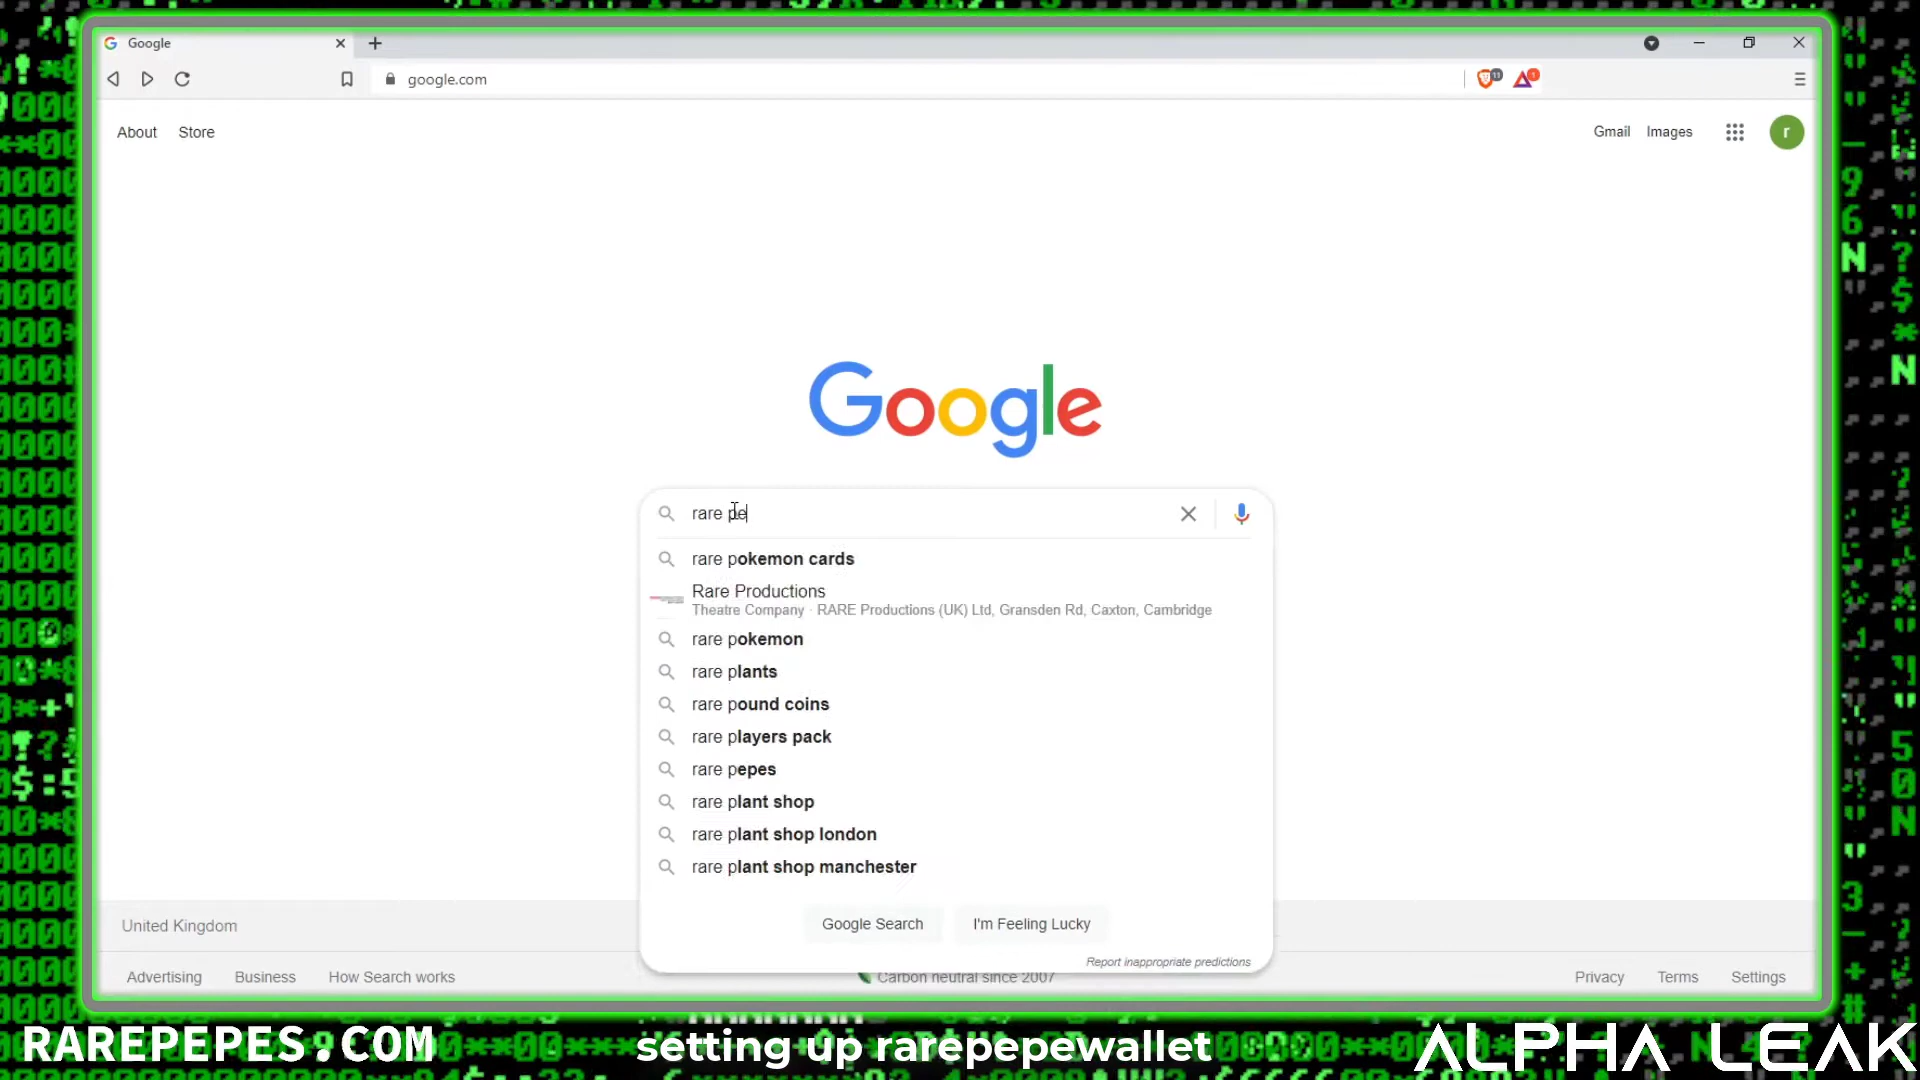 Google
google.com
11
1
About Store
Gmail Images
r
Google
rare pe
rare pokemon cards
Rare Productions
Theatre Company · RARE Productions (UK) Ltd, Gransden Rd, Caxton, Cambridge
rare pokemon
rare plants
rare pound coins
rare players pack
rare pepes
rare plant shop
rare plant shop london
rare plant shop manchester
Google Search I'm Feeling Lucky
Report inappropriate predictions
United Kingdom
Advertising Business How Search works
Carbon neutral since 2007
Privacy Terms Settings
RAREPEPES.COM
setting up rarepepewallet
ALPHA LEAK